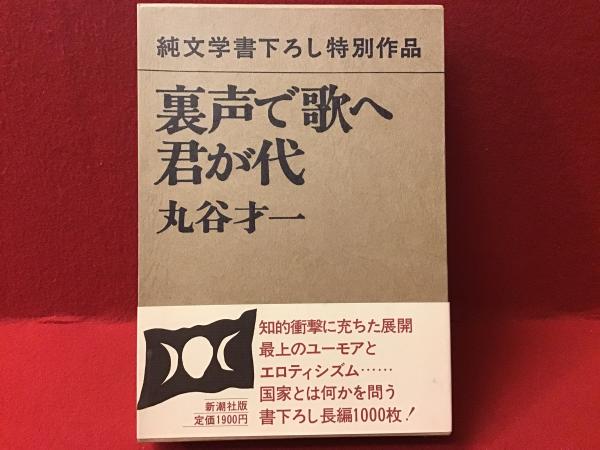 純文学書下ろし特別作品
裏声で歌へ
君が代
丸谷才一
知的衝撃に充ちた展開
最上のユーモアと
エロティシズム……
国家とは何かを問う
書下ろし長編1000枚!
新潮社版
定価1900円